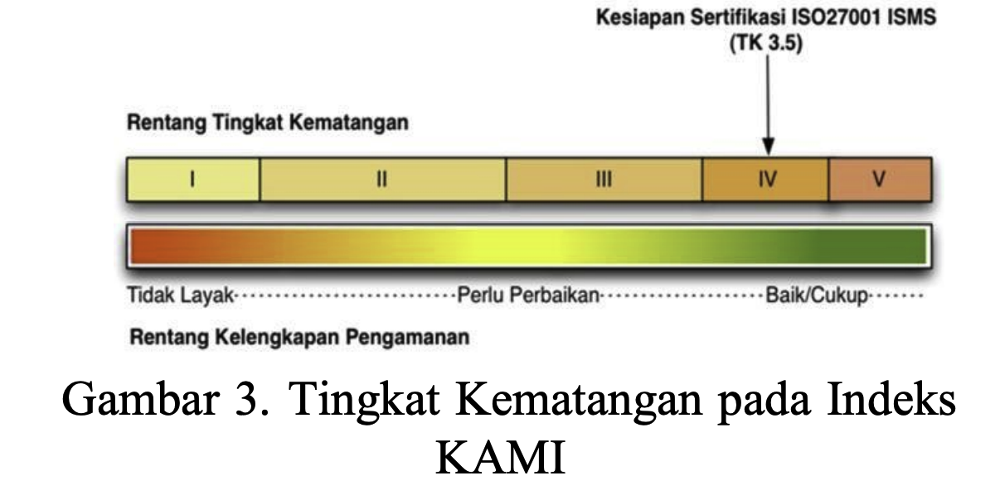 Kesiapan Sertifikasi ISO27001 ISMS
(TK 3.5)
Rentang Tingkat Kematangan
I II III IV V
Tidak Layak····························Perlu Perbaikan·····················Baik/Cukup·······
Rentang Kelengkapan Pengamanan
Gambar 3. Tingkat Kematangan pada Indeks
KAMI